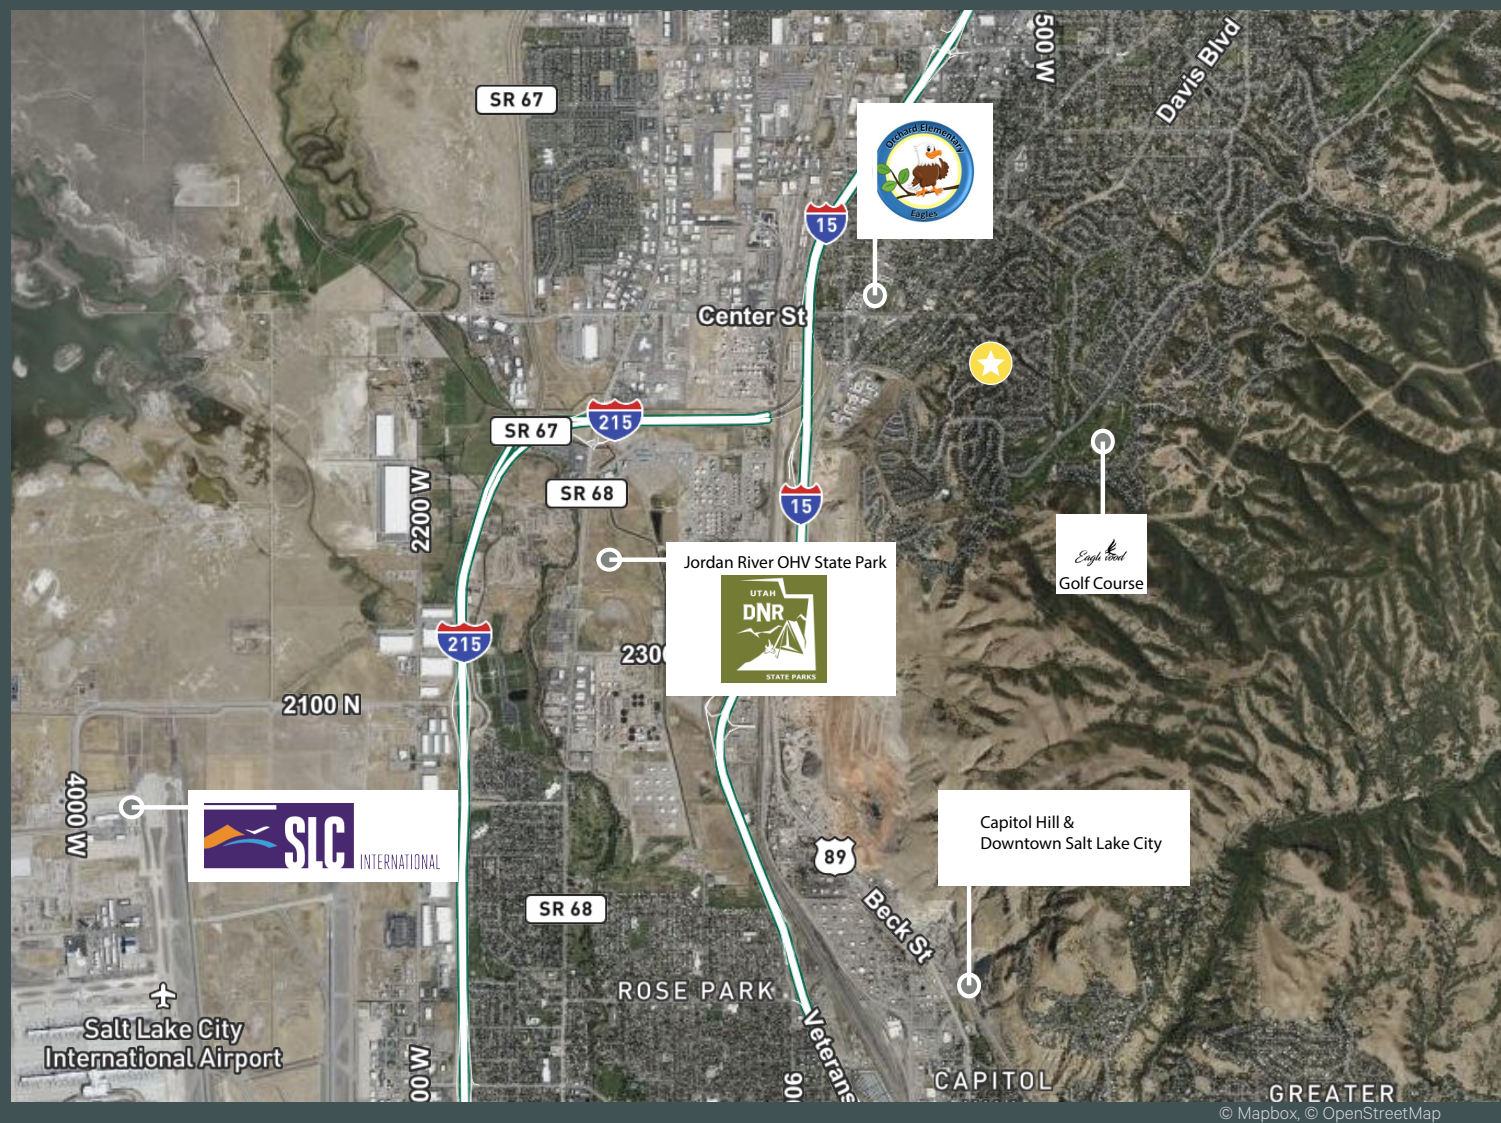 500 W
Davis Blvd
SR 67
Orchard Elementary
Eagles
15
Center St
215
SR 67
SR 68
2200 W
15
Jordan River OHV State Park
UTAH
DNR
STATE PARKS
Golf Course
215
2100 N
4000 W
SLC
INTERNATIONAL
Capitol Hill &
Downtown Salt Lake City
89
Beck St
SR 68
ROSE PARK
Salt Lake City
International Airport
Veterans
CAPITOL
GREATER
© Mapbox, © OpenStreetMap